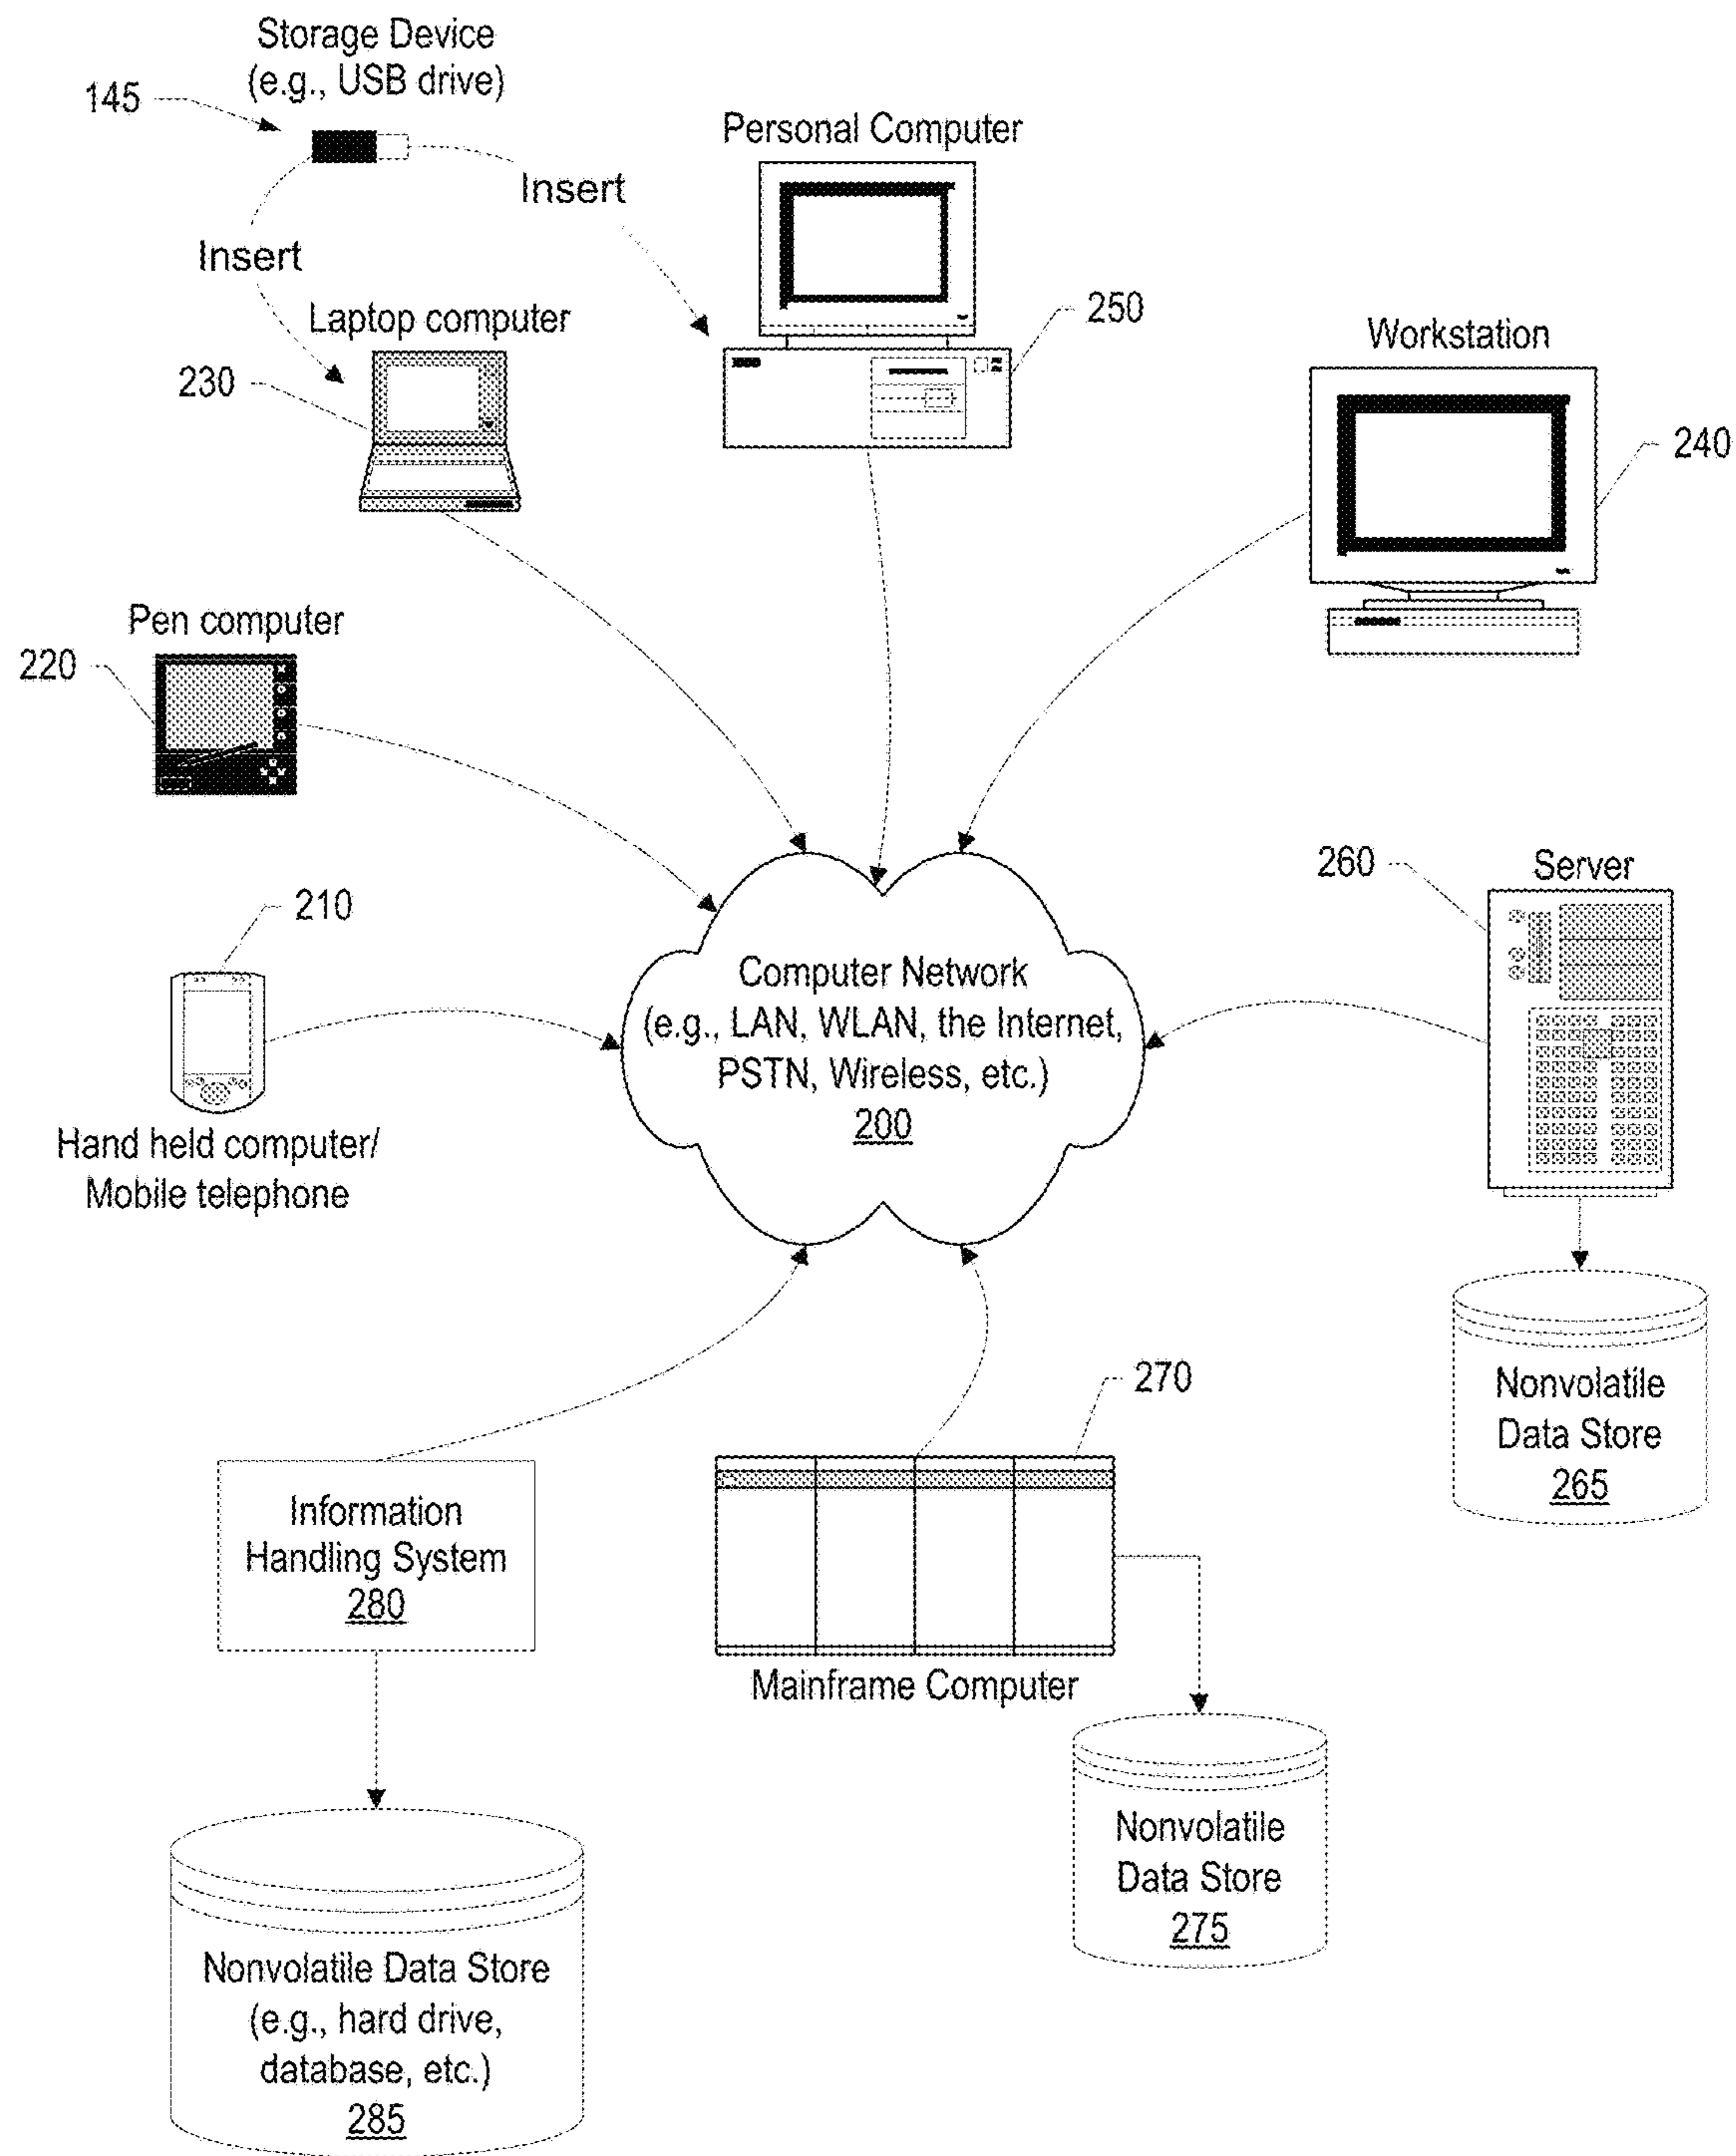 Storage Device
(e.g., USB drive)
145
Personal Computer
Insert
Insert
Laptop computer
250
Workstation
230
240
Pen computer
220
260
Server
210
Computer Network
(e.g., LAN, WLAN, the Internet,
PSTN, Wireless, etc.)
200
Hand held computer/
Mobile telephone
270
Nonvolatile
Data Store
265
Information
Handling System
280
Mainframe Computer
Nonvolatile
Data Store
275
Nonvolatile Data Store
(e.g., hard drive,
database, etc.)
285